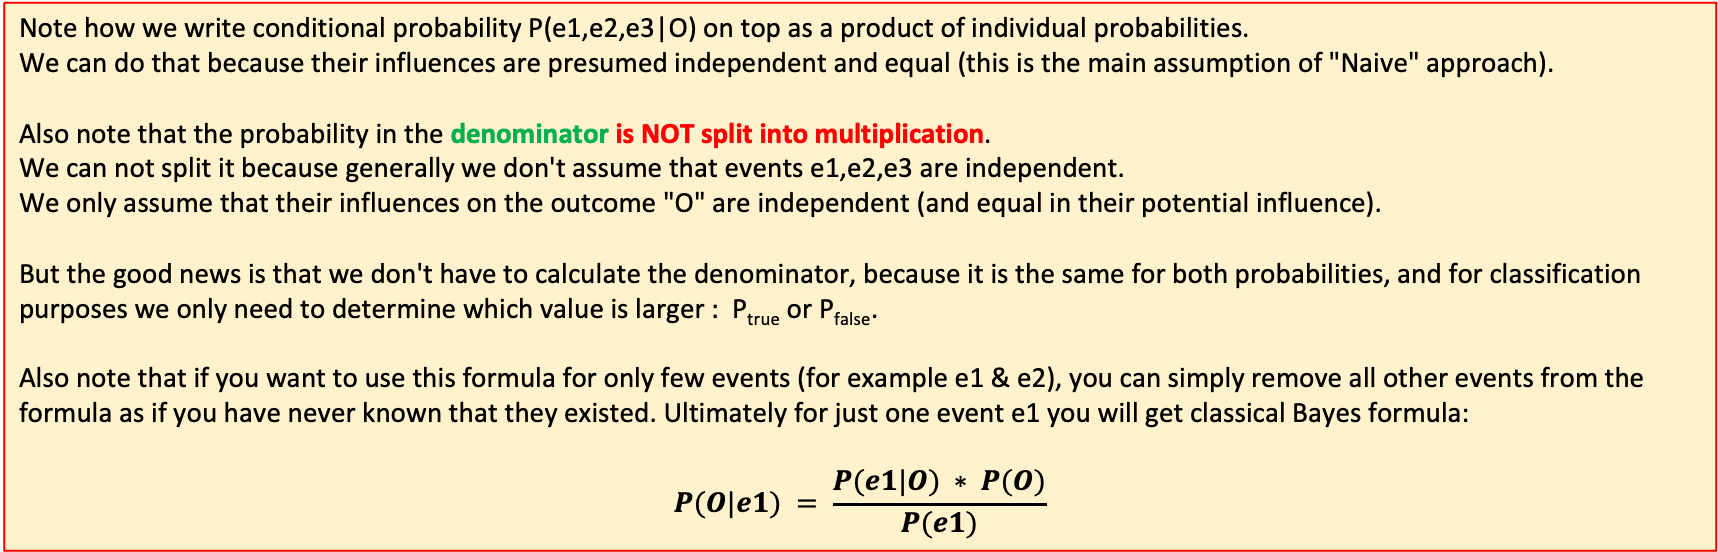 Note how we write conditional probability P(e1,e2,e3|O) on top as a product of individual probabilities.
We can do that because their influences are presumed independent and equal (this is the main assumption of "Naive" approach).
Also note that the probability in the denominator is NOT split into multiplication.
We can not split it because generally we don't assume that events e1,e2,e3 are independent.
We only assume that their influences on the outcome "O" are independent (and equal in their potential influence).
But the good news is that we don't have to calculate the denominator, because it is the same for both probabilities, and for classification
purposes we only need to determine which value is larger :  P_true or P_false.
Also note that if you want to use this formula for only few events (for example e1 & e2), you can simply remove all other events from the
formula as if you have never known that they existed. Ultimately for just one event e1 you will get classical Bayes formula:
P(O|e1) = P(e1|O) * P(O) / P(e1)